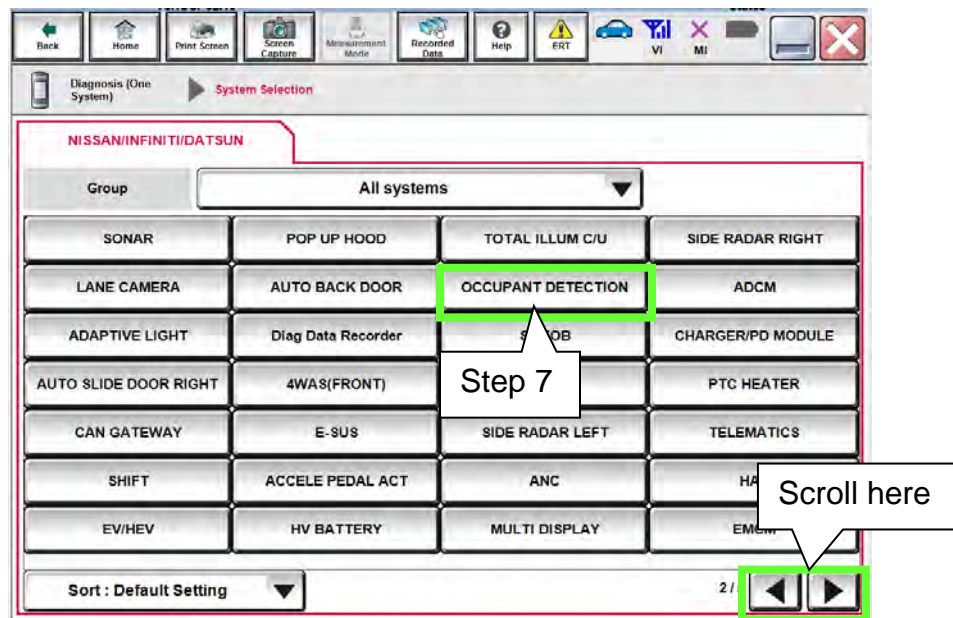 Back
Home
Print Screen
Screen
Capture
Measurement
Mode
Recorded
Data
Help
ERT
VI
MI
Diagnosis (One
System)
System Selection
NISSAN/INFINITI/DATSUN
Group
All systems
SONAR
POP UP HOOD
TOTAL ILLUM C/U
SIDE RADAR RIGHT
LANE CAMERA
AUTO BACK DOOR
OCCUPANT DETECTION
ADCM
ADAPTIVE LIGHT
Diag Data Recorder
CHARGER/PD MODULE
AUTO SLIDE DOOR RIGHT
4WAS(FRONT)
Step 7
PTC HEATER
CAN GATEWAY
E-SUS
SIDE RADAR LEFT
TELEMATICS
SHIFT
ACCELE PEDAL ACT
ANC
Scroll here
EV/HEV
HV BATTERY
MULTI DISPLAY
Sort : Default Setting
2/